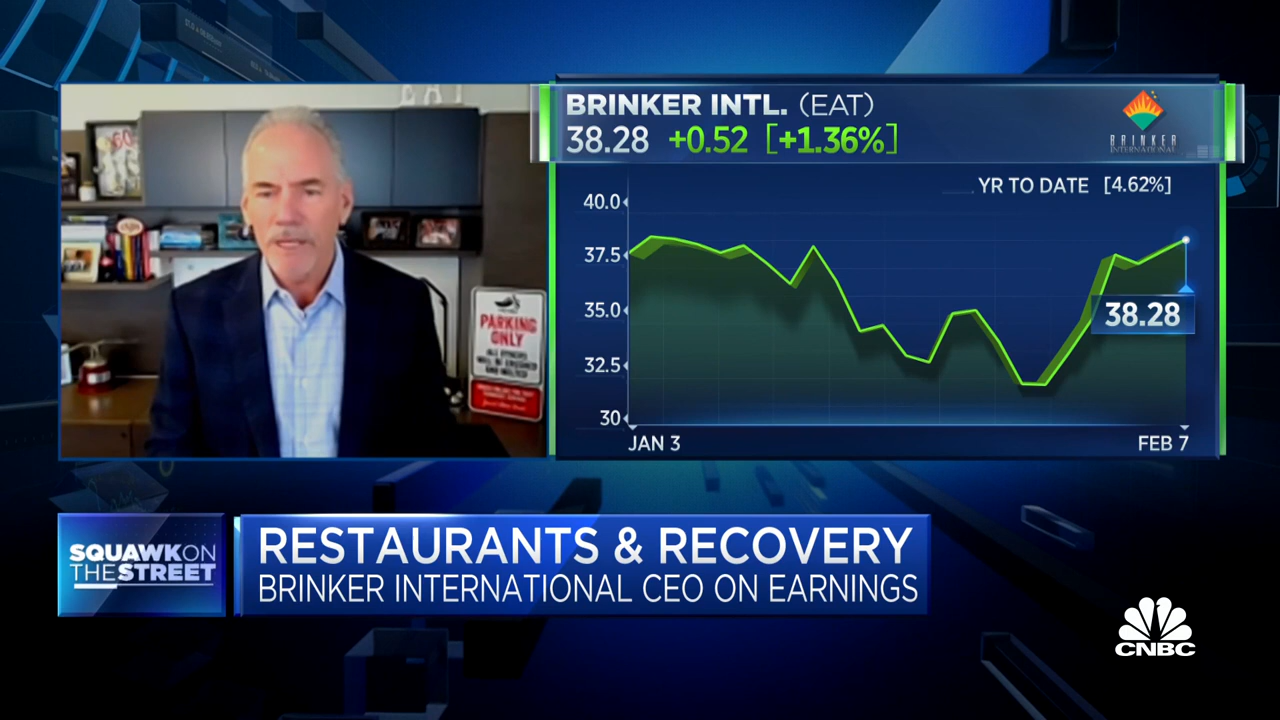 EAT
PARKING
ONLY
BRINKER INTL. (EAT)
38.28 +0.52 [+1.36%]
BRINKER
INTERNATIONAL
YR TO DATE [4.62%]
40.0
37.5
35.0
32.5
30
38.28
JAN 3
FEB 7
SQUAWK ON
THE STREET
RESTAURANTS & RECOVERY
BRINKER INTERNATIONAL CEO ON EARNINGS
CNBC